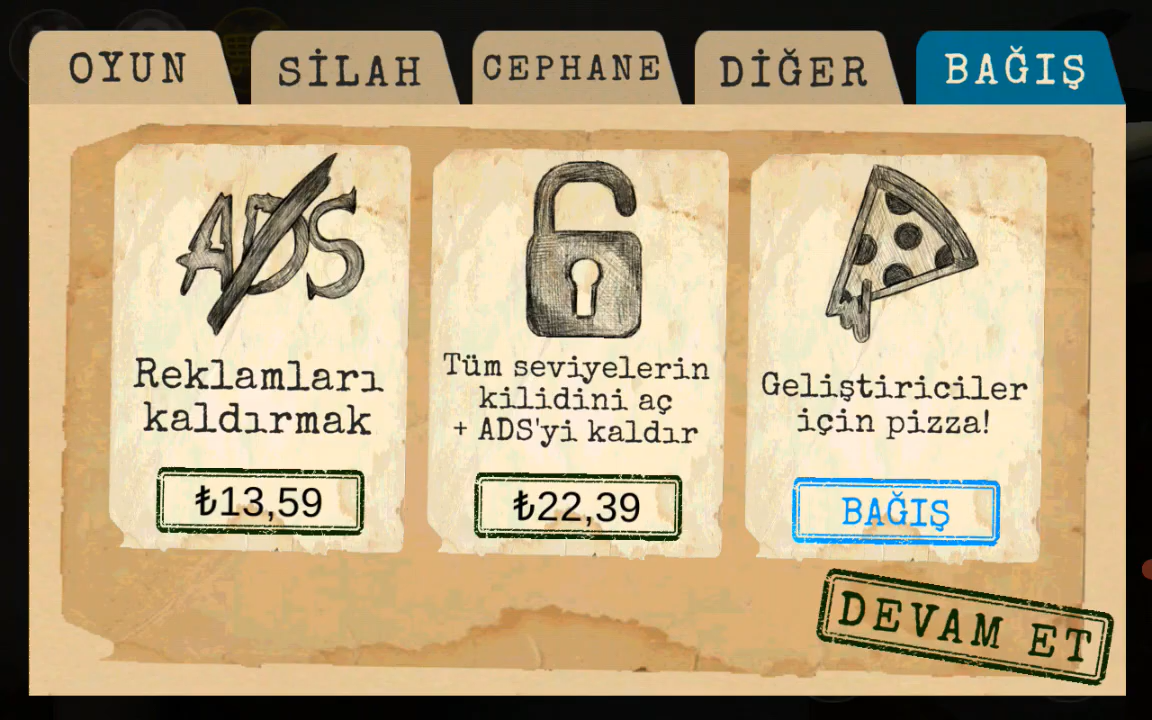 OYUN
SİLAH
CEPHANE
DİĞER
BAĞIŞ
ADS
Reklamları
kaldırmak
₺13,59
Tüm seviyelerin
kilidini aç
+ ADS'yi kaldır
₺22,39
Geliştiriciler
için pizza!
BAĞIŞ
DEVAM ET